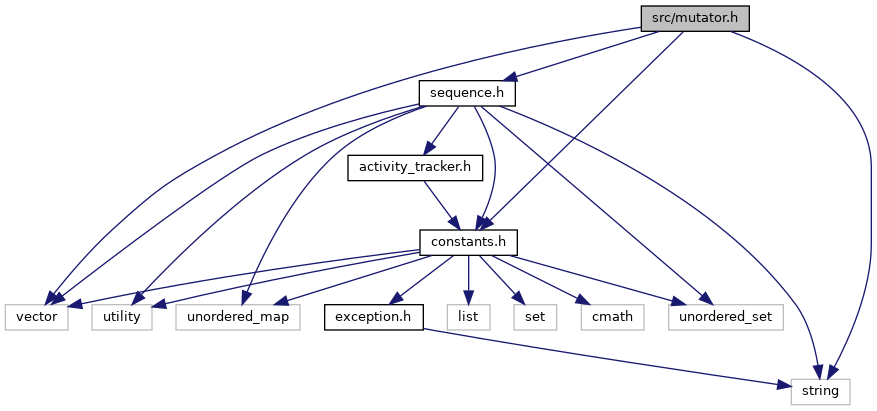 src/mutator.h
sequence.h
activity_tracker.h
constants.h
vector
utility
unordered_map
exception.h
list
set
cmath
unordered_set
string